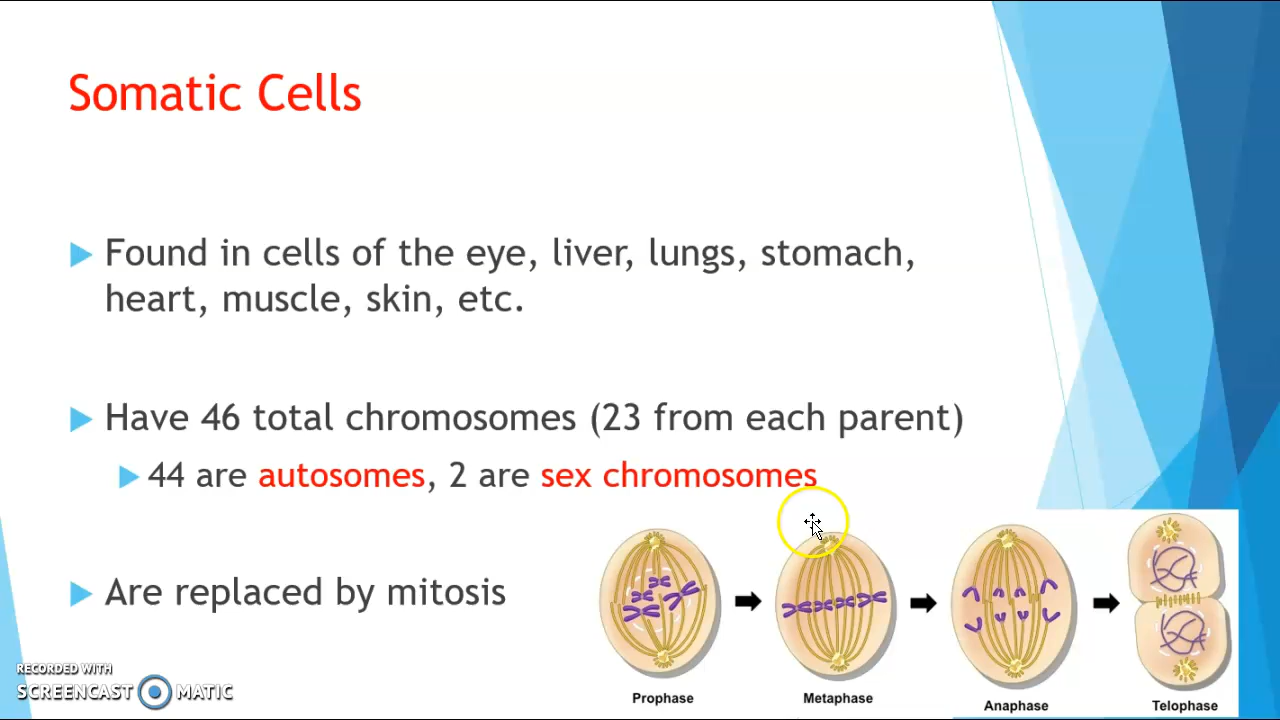 Somatic Cells
Found in cells of the eye, liver, lungs, stomach,
heart, muscle, skin, etc.
Have 46 total chromosomes (23 from each parent)
44 are autosomes, 2 are sex chromosomes
Are replaced by mitosis
Prophase
Metaphase
Anaphase
Telophase
RECORDED WITH
SCREENCAST MATIC